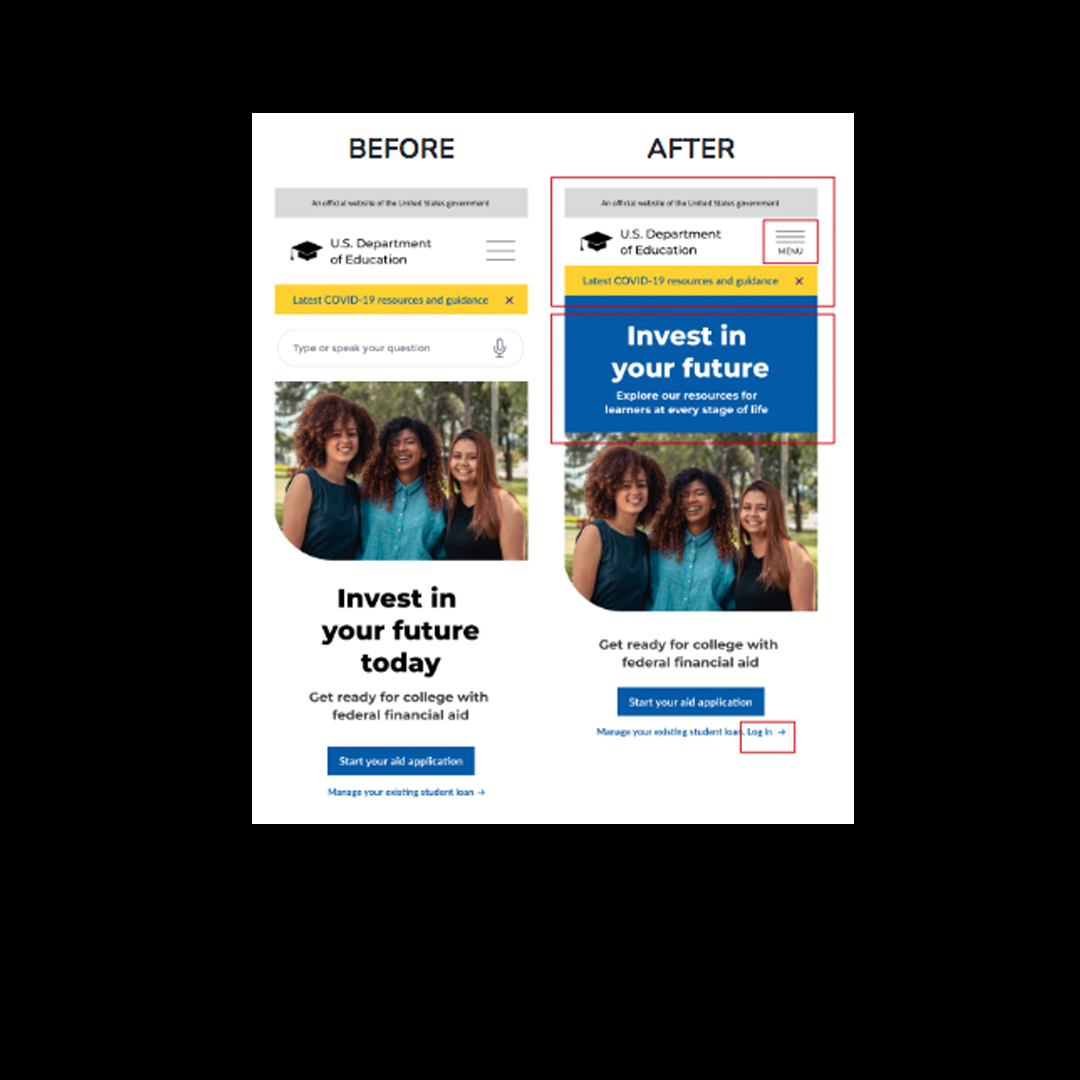 BEFORE
An official website of the United States government
U.S. Department
of Education
Latest COVID-19 resources and guidance ×
Type or speak your question
Invest in
your future
today
Get ready for college with
federal financial aid
Start your aid application
Manage your existing student loan →
AFTER
An official website of the United States government
U.S. Department
of Education
MENU
Latest COVID-19 resources and guidance ×
Invest in
your future
Explore our resources for
learners at every stage of life
Get ready for college with
federal financial aid
Start your aid application
Manage your existing student loan. Log in →